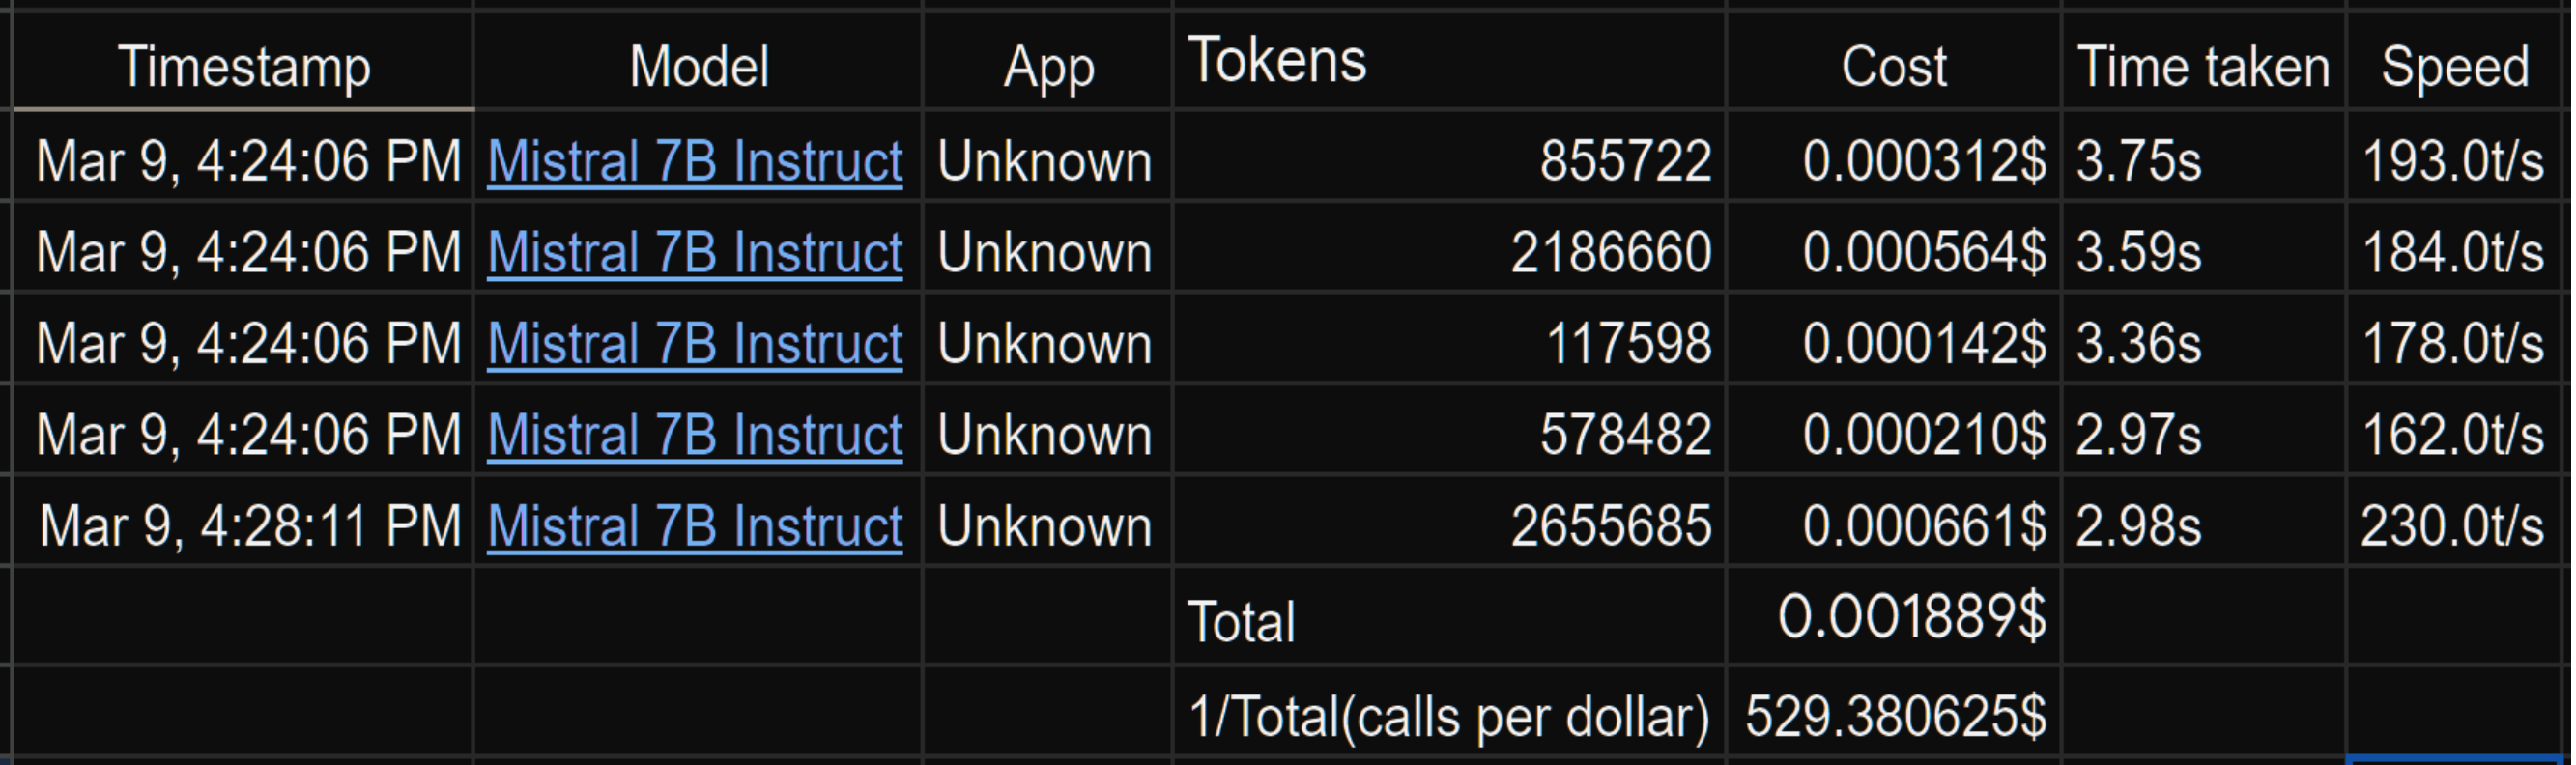 Timestamp Model App Tokens Cost Time taken Speed
Mar 9, 4:24:06 PM Mistral 7B Instruct Unknown 855722 0.000312$ 3.75s 193.0t/s
Mar 9, 4:24:06 PM Mistral 7B Instruct Unknown 2186660 0.000564$ 3.59s 184.0t/s
Mar 9, 4:24:06 PM Mistral 7B Instruct Unknown 117598 0.000142$ 3.36s 178.0t/s
Mar 9, 4:24:06 PM Mistral 7B Instruct Unknown 578482 0.000210$ 2.97s 162.0t/s
Mar 9, 4:28:11 PM Mistral 7B Instruct Unknown 2655685 0.000661$ 2.98s 230.0t/s
Total 0.001889$
1/Total(calls per dollar) 529.380625$